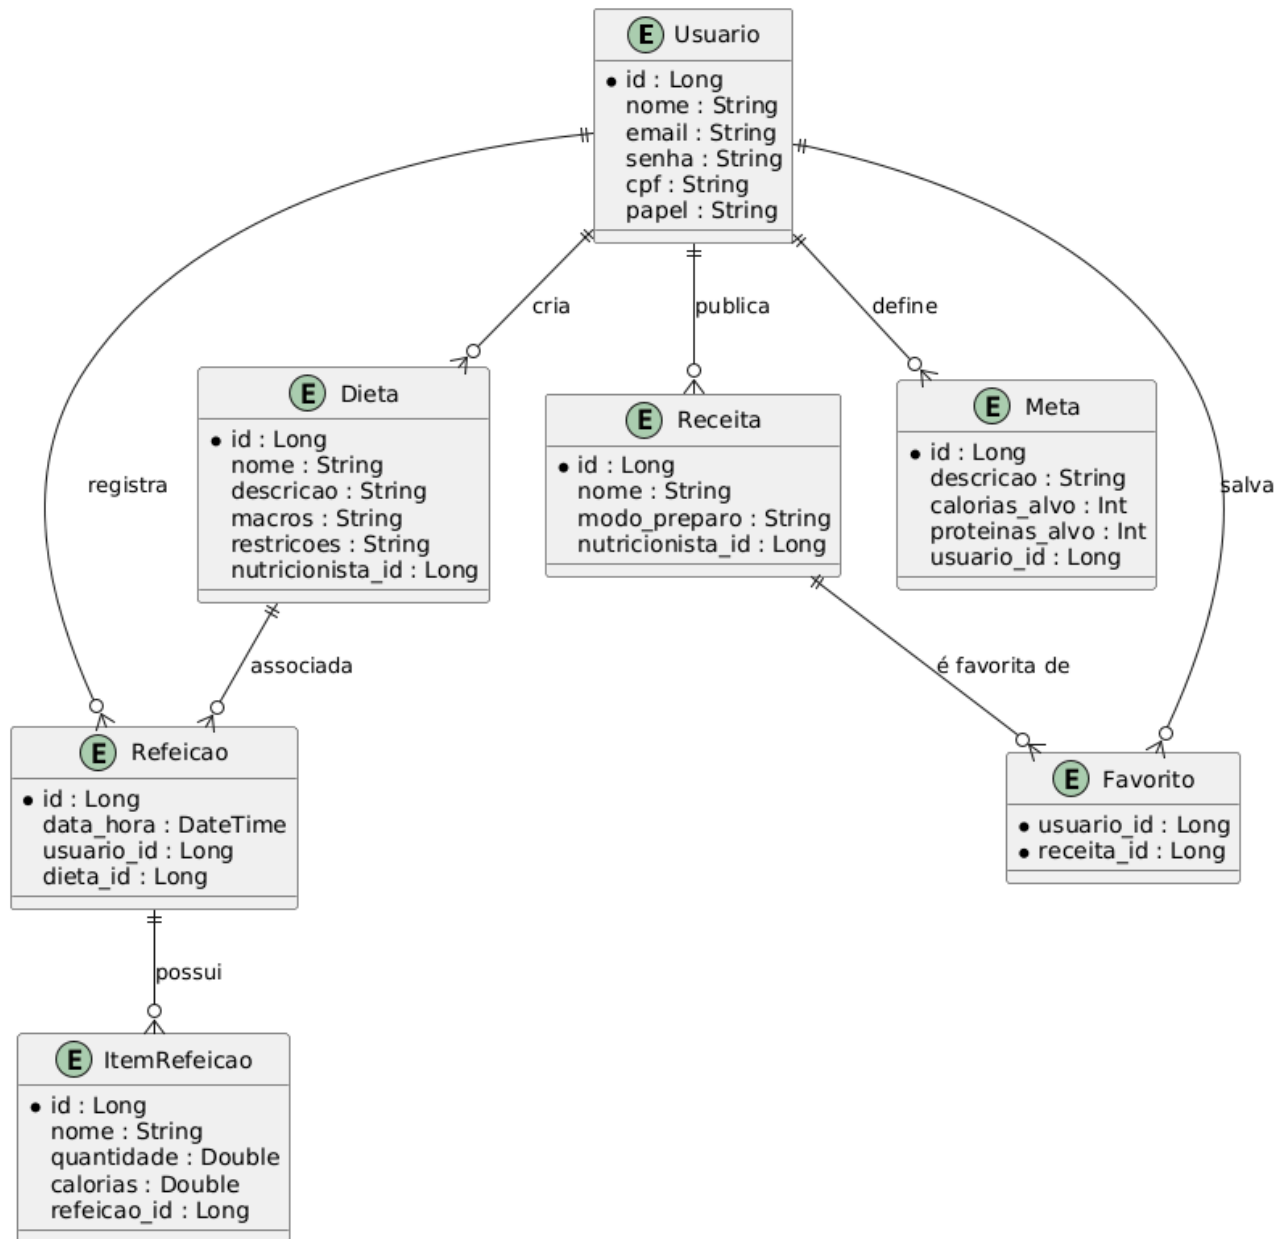 E Usuario
id : Long
nome : String
email : String
senha : String
cpf : String
papel : String
cria
publica
define
E Dieta
id : Long
nome : String
descricao : String
macros : String
restricoes : String
nutricionista_id : Long
E Receita
id : Long
nome : String
modo_preparo : String
nutricionista_id : Long
E Meta
id : Long
descricao : String
calorias_alvo : Int
proteinas_alvo : Int
usuario_id : Long
registra
salva
associada
é favorita de
E Refeicao
id : Long
data_hora : DateTime
usuario_id : Long
dieta_id : Long
E Favorito
usuario_id : Long
receita_id : Long
possui
E ItemRefeicao
id : Long
nome : String
quantidade : Double
calorias : Double
refeicao_id : Long